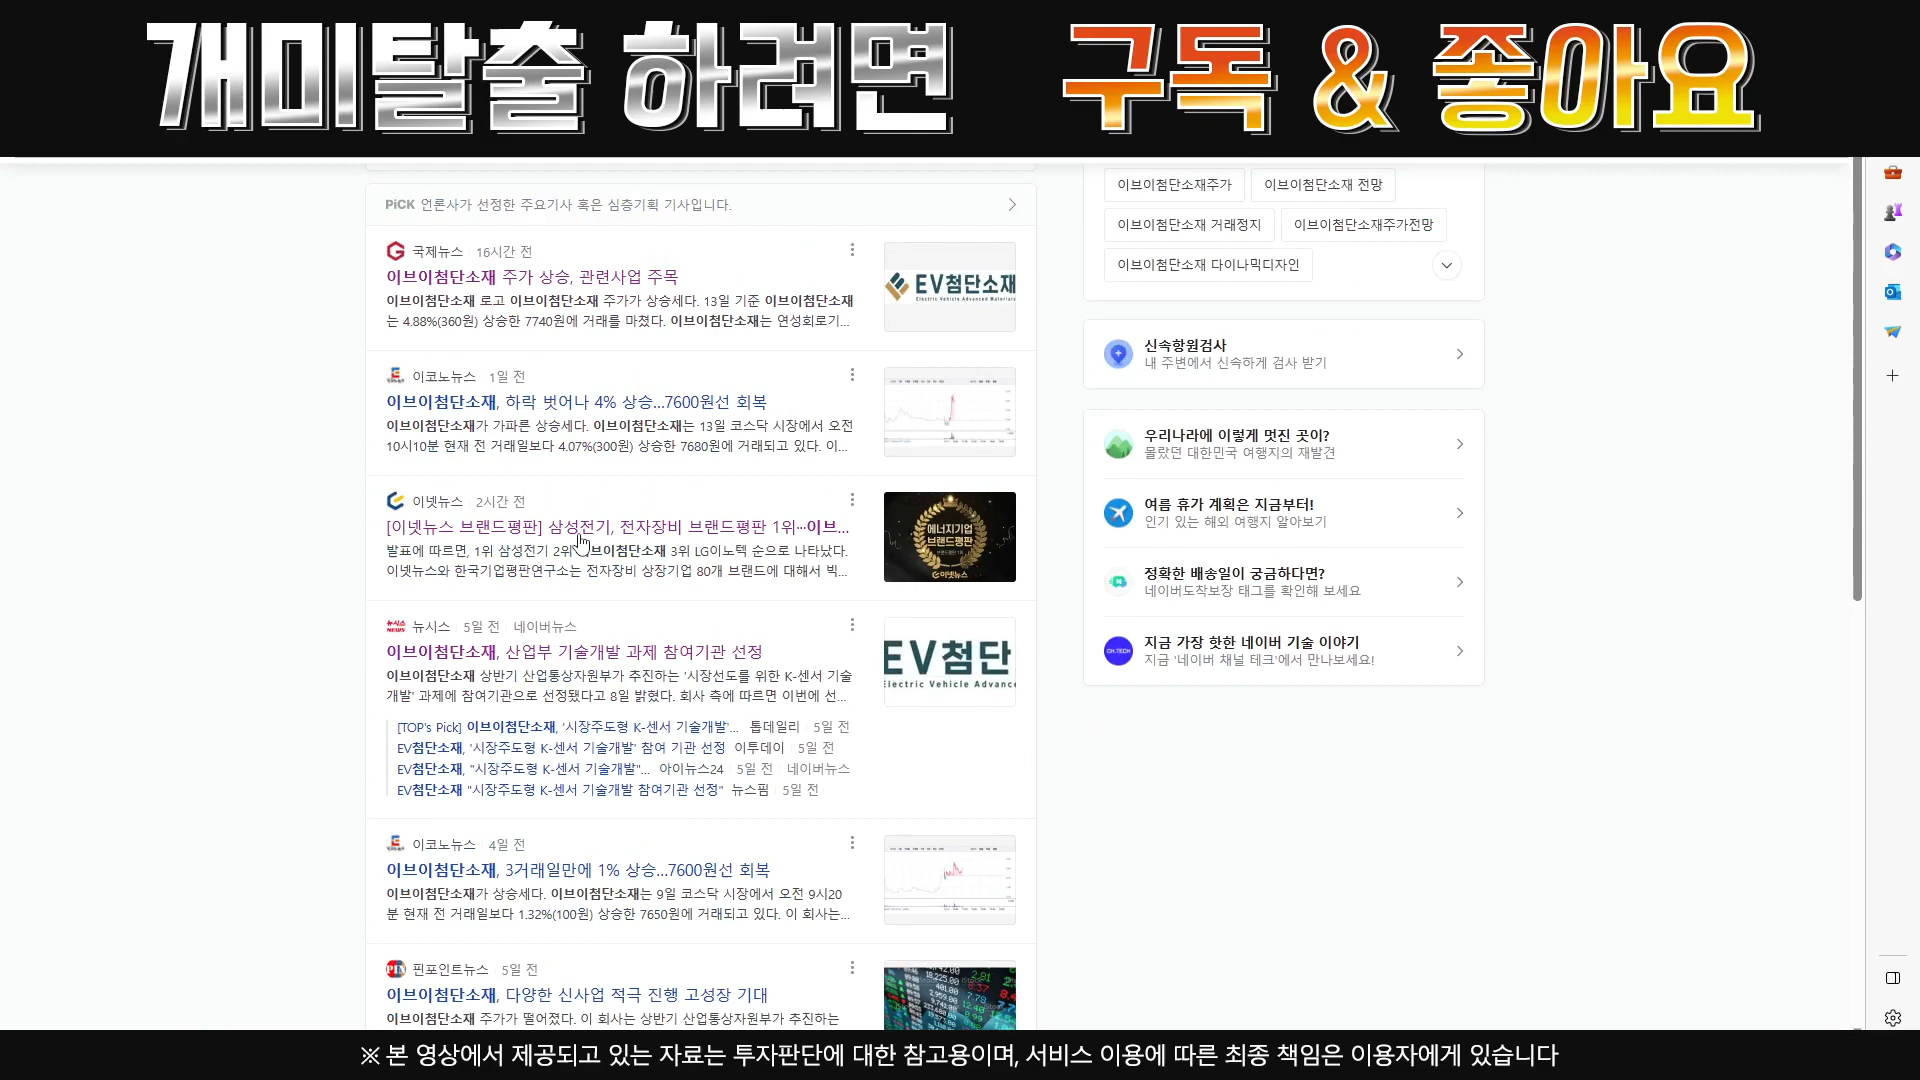 개미탈출 하려면 구독 & 좋아요
PiCK 언론사가 선정한 주요기사 혹은 심층기획 기사입니다.
국제뉴스 16시간 전
이브이첨단소재 주가 상승, 관련사업 주목
이브이첨단소재 로고 이브이첨단소재 주가가 상승세다. 13일 기준 이브이첨단소재
는 4.88%(360원) 상승한 7740원에 거래를 마쳤다. 이브이첨단소재는 연성회로기...
EV첨단소재
Electric Vehicle Advanced Materials
이코노뉴스 1일 전
이브이첨단소재, 하락 벗어나 4% 상승...7600원선 회복
이브이첨단소재가 가파른 상승세다. 이브이첨단소재는 13일 코스닥 시장에서 오전
10시10분 현재 전 거래일보다 4.07%(300원) 상승한 7680원에 거래되고 있다. 이...
이넷뉴스 2시간 전
[이넷뉴스 브랜드평판] 삼성전기, 전자장비 브랜드평판 1위···이브...
발표에 따르면, 1위 삼성전기 2위 이브이첨단소재 3위 LG이노텍 순으로 나타났다.
이넷뉴스와 한국기업평판연구소는 전자장비 상장기업 80개 브랜드에 대해서 빅...
에너지기업
브랜드평판
이넷뉴스
뉴시스 5일 전 네이버뉴스
이브이첨단소재, 산업부 기술개발 과제 참여기관 선정
이브이첨단소재 상반기 산업통상자원부가 추진하는 '시장선도를 위한 K-센서 기술
개발' 과제에 참여기관으로 선정됐다고 8일 밝혔다. 회사 측에 따르면 이번에 선...
EV첨단
Electric Vehicle Advance
[TOP's Pick] 이브이첨단소재, '시장주도형 K-센서 기술개발'... 톱데일리 5일 전
EV첨단소재, '시장주도형 K-센서 기술개발' 참여 기관 선정 이투데이 5일 전
EV첨단소재, "시장주도형 K-센서 기술개발"... 아이뉴스24 5일 전 네이버뉴스
EV첨단소재 "시장주도형 K-센서 기술개발 참여기관 선정" 뉴스핌 5일 전
이코노뉴스 4일 전
이브이첨단소재, 3거래일만에 1% 상승...7600원선 회복
이브이첨단소재가 상승세다. 이브이첨단소재는 9일 코스닥 시장에서 오전 9시20
분 현재 전 거래일보다 1.32%(100원) 상승한 7650원에 거래되고 있다. 이 회사는...
핀포인트뉴스 5일 전
이브이첨단소재, 다양한 신사업 적극 진행 고성장 기대
이브이첨단소재 주가가 떨어졌다. 이 회사는 상반기 산업통상자원부가 추진하는
이브이첨단소재주가 이브이첨단소재 전망
이브이첨단소재 거래정지 이브이첨단소재주가전망
이브이첨단소재 다이나믹디자인
신속항원검사
내 주변에서 신속하게 검사 받기
우리나라에 이렇게 멋진 곳이?
몰랐던 대한민국 여행지의 재발견
여름 휴가 계획은 지금부터!
인기 있는 해외 여행지 알아보기
정확한 배송일이 궁금하다면?
네이버도착보장 태그를 확인해 보세요
CH.TECH
지금 가장 핫한 네이버 기술 이야기
지금 '네이버 채널 테크'에서 만나보세요!
※ 본 영상에서 제공되고 있는 자료는 투자판단에 대한 참고용이며, 서비스 이용에 따른 최종 책임은 이용자에게 있습니다